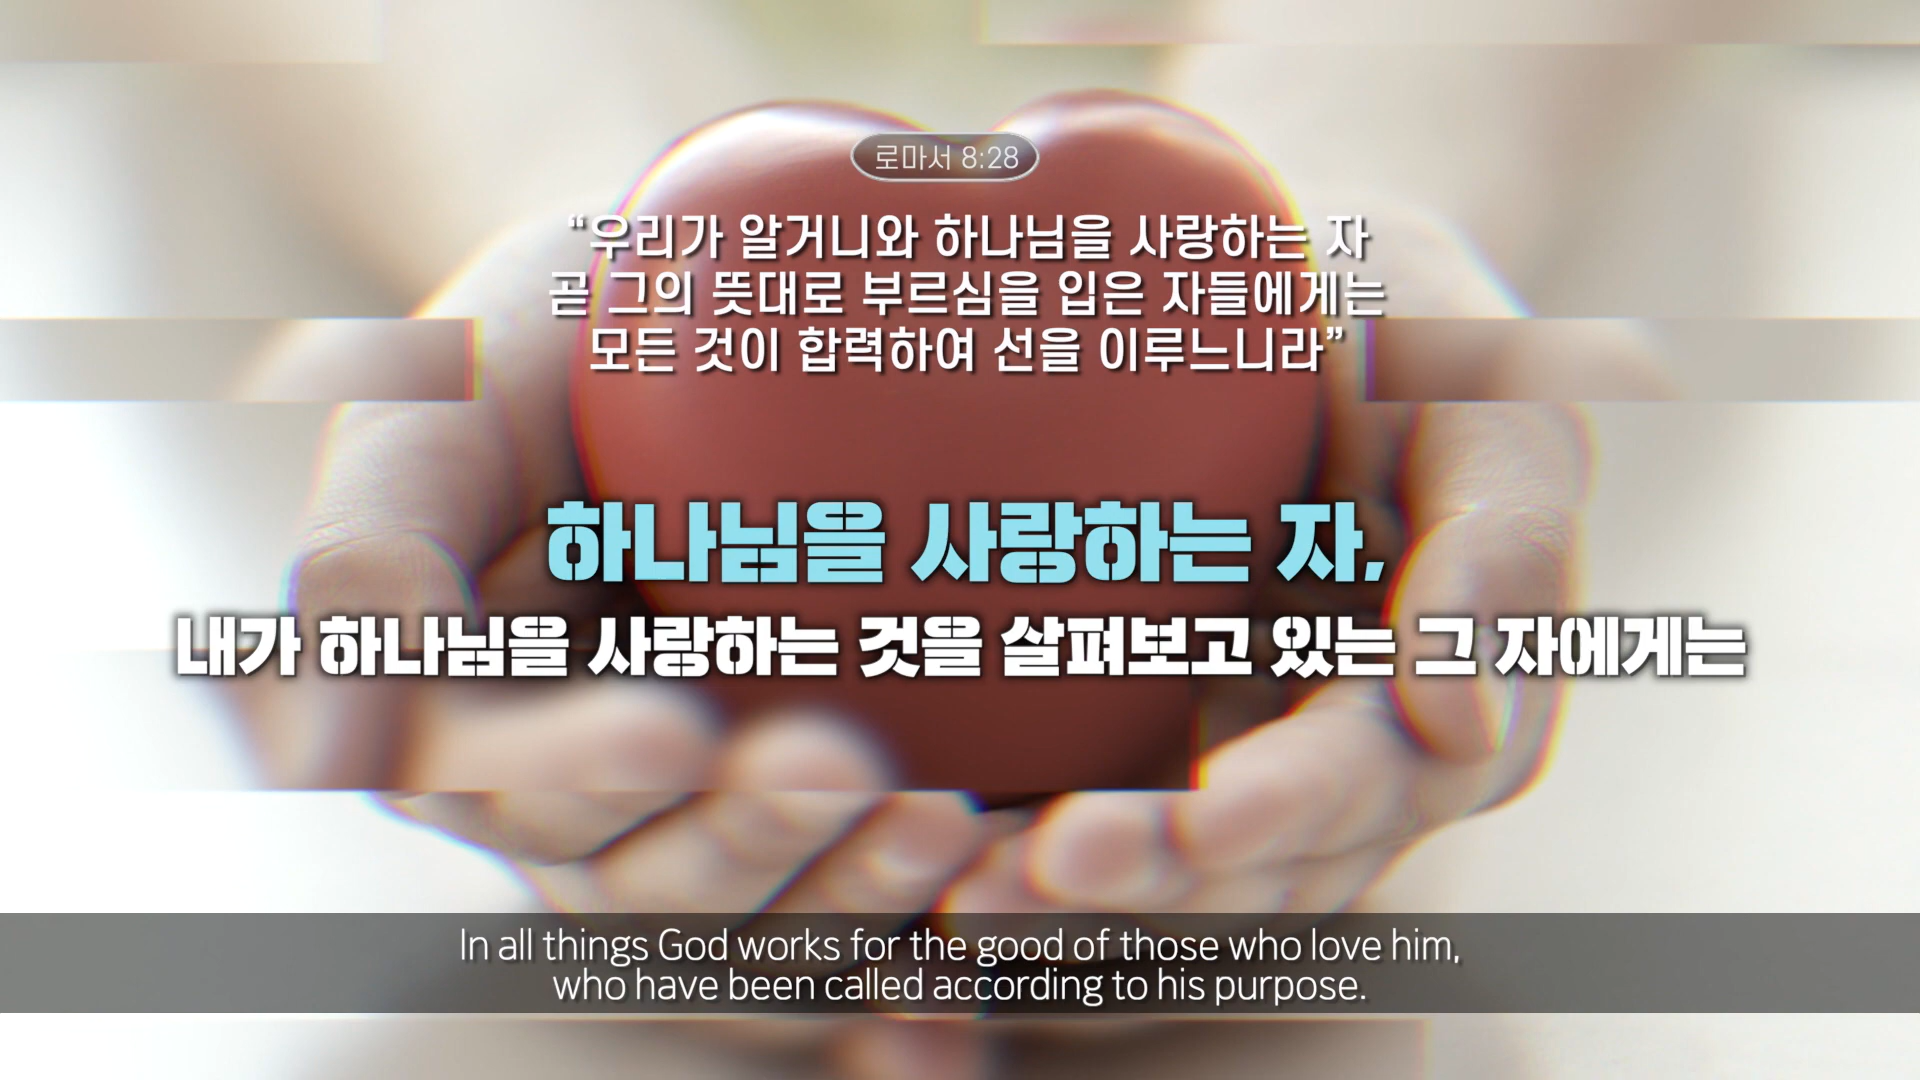 로마서 8:28
“우리가 알거니와 하나님을 사랑하는 자
곧 그의 뜻대로 부르심을 입은 자들에게는
모든 것이 합력하여 선을 이루느니라”
하나님을 사랑하는 자,
내가 하나님을 사랑하는 것을 살펴보고 있는 그 자에게는
In all things God works for the good of those who love him,
who have been called according to his purpose.